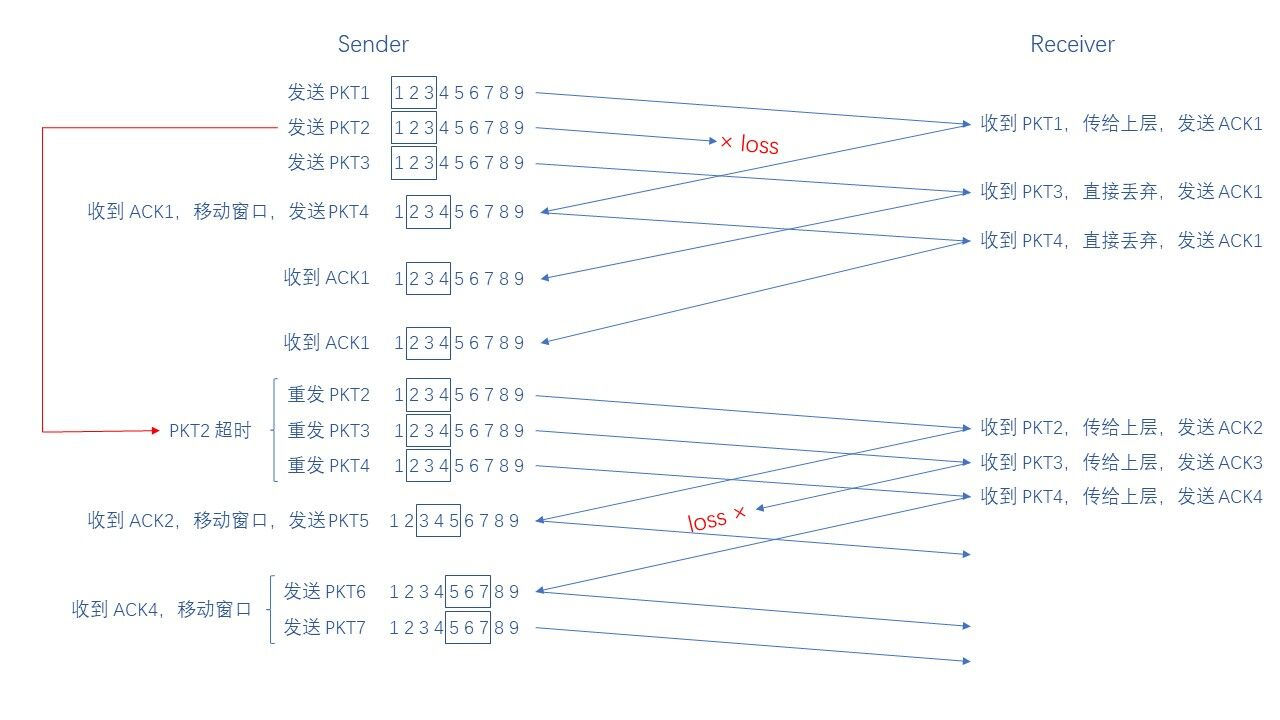 Sender Receiver
发送 PKT1 1 2 3 4 5 6 7 8 9
收到 PKT1，传给上层，发送 ACK1
发送 PKT2 1 2 3 4 5 6 7 8 9
× loss
发送 PKT3 1 2 3 4 5 6 7 8 9
收到 PKT3，直接丢弃，发送 ACK1
收到 ACK1，移动窗口，发送PKT4 1 2 3 4 5 6 7 8 9
收到 PKT4，直接丢弃，发送 ACK1
收到 ACK1 1 2 3 4 5 6 7 8 9
收到 ACK1 1 2 3 4 5 6 7 8 9
重发 PKT2 1 2 3 4 5 6 7 8 9
PKT2 超时
重发 PKT3 1 2 3 4 5 6 7 8 9
收到 PKT2，传给上层，发送 ACK2
重发 PKT4 1 2 3 4 5 6 7 8 9
收到 PKT3，传给上层，发送 ACK3
收到 PKT4，传给上层，发送 ACK4
loss ×
收到 ACK2，移动窗口，发送PKT5 1 2 3 4 5 6 7 8 9
收到 ACK4，移动窗口
发送 PKT6 1 2 3 4 5 6 7 8 9
发送 PKT7 1 2 3 4 5 6 7 8 9